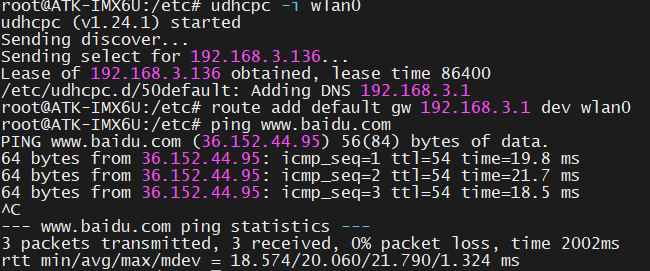 root@ATK-IMX6U:/etc# udhcpc -i wlan0
udhcpc (v1.24.1) started
Sending discover...
Sending select for 192.168.3.136...
Lease of 192.168.3.136 obtained, lease time 86400
/etc/udhcpc.d/50default: Adding DNS 192.168.3.1
root@ATK-IMX6U:/etc# route add default gw 192.168.3.1 dev wlan0
root@ATK-IMX6U:/etc# ping www.baidu.com
PING www.baidu.com (36.152.44.95) 56(84) bytes of data.
64 bytes from 36.152.44.95: icmp_seq=1 ttl=54 time=19.8 ms
64 bytes from 36.152.44.95: icmp_seq=2 ttl=54 time=21.7 ms
64 bytes from 36.152.44.95: icmp_seq=3 ttl=54 time=18.5 ms
^C
--- www.baidu.com ping statistics ---
3 packets transmitted, 3 received, 0% packet loss, time 2002ms
rtt min/avg/max/mdev = 18.574/20.060/21.790/1.324 ms